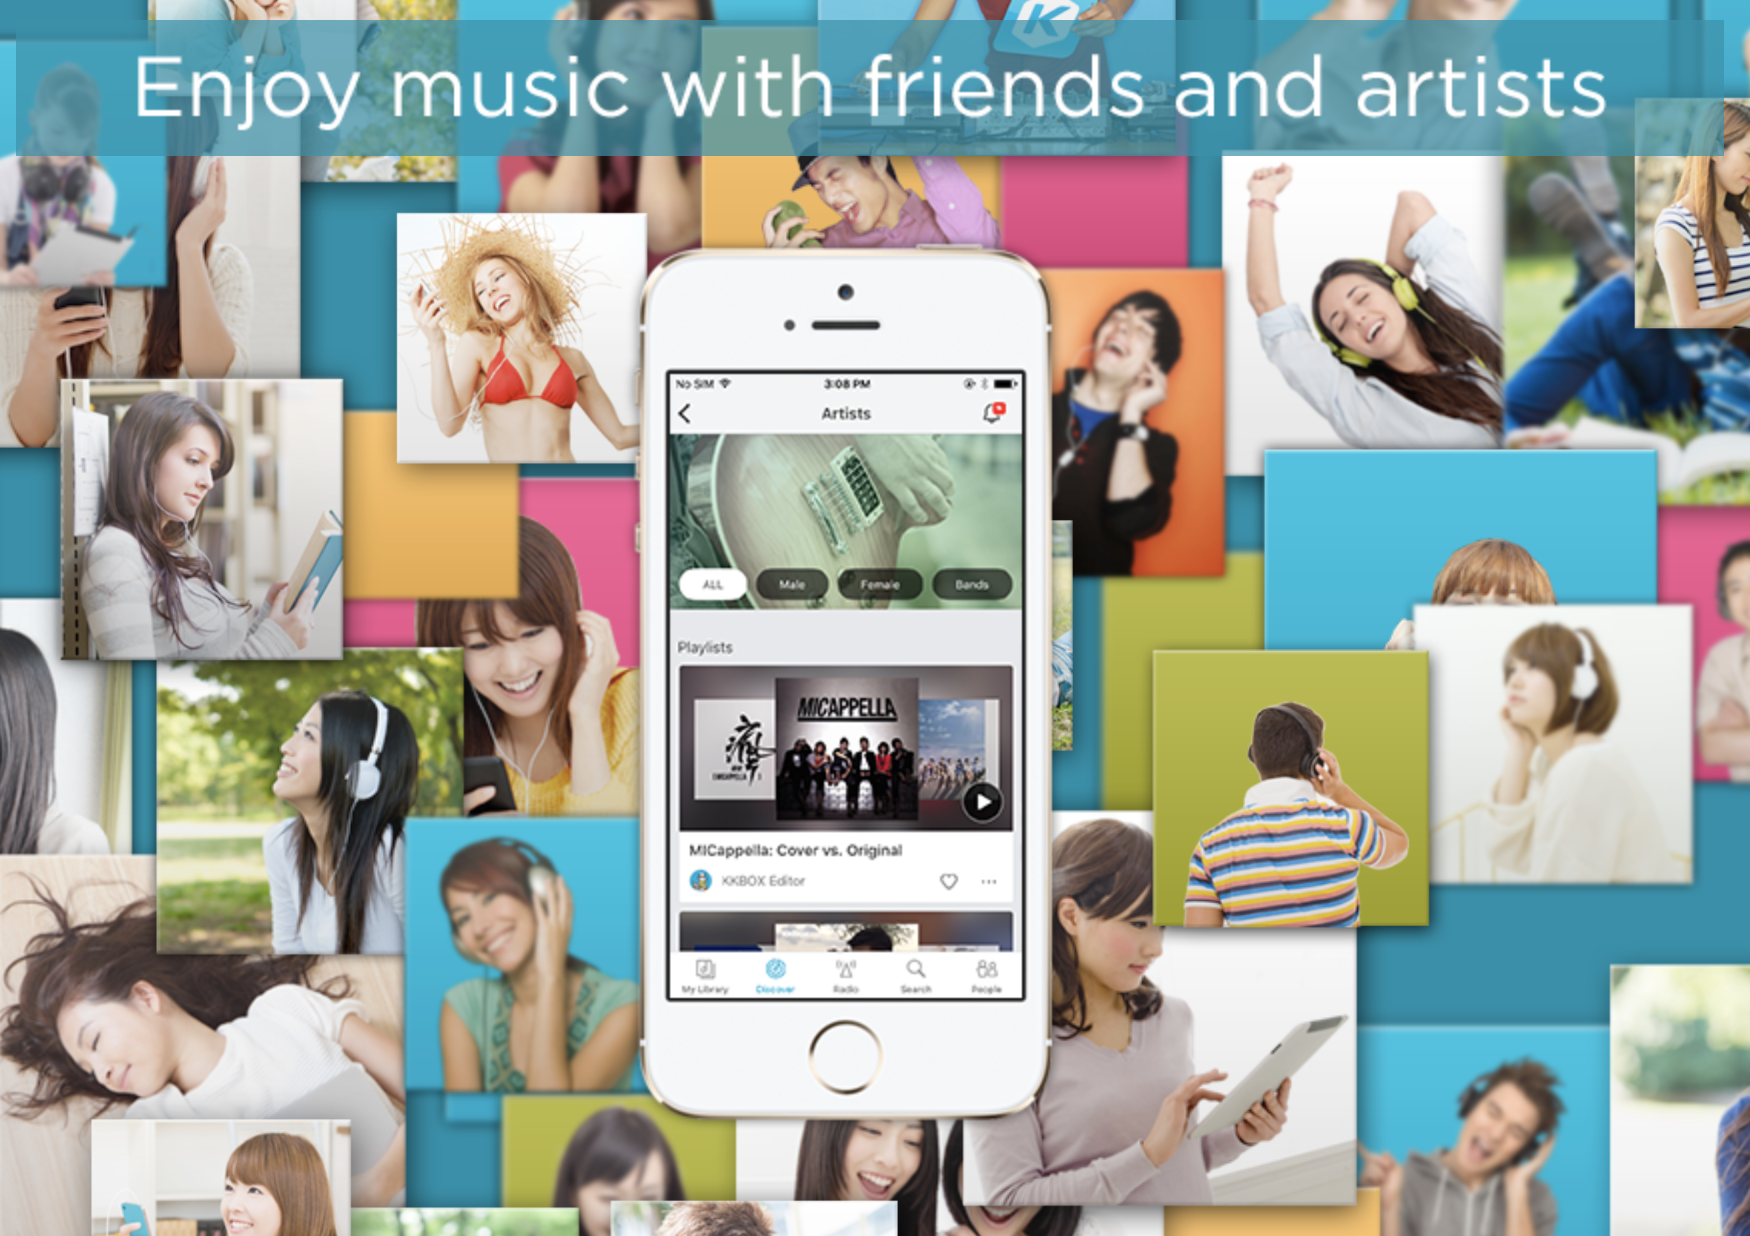 Enjoy music with friends and artists
K
No SIM 3:08 PM
Artists
ALL Male Female Bands
Playlists
MICAPPELLA
MICappella: Cover vs. Original
KKBOX Editor
My Library Discover Radio Search People